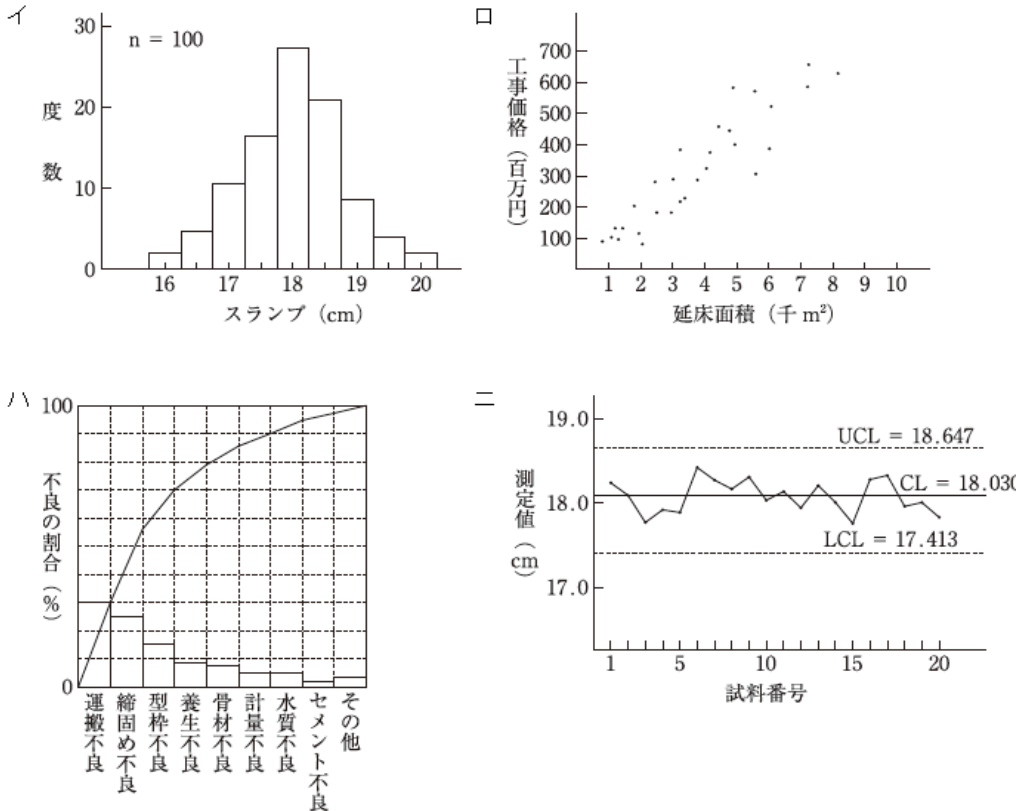 イ
n = 100
度数
30
20
10
0
16 17 18 19 20
スランプ（cm）
ロ
工事価格（百万円）
700
600
500
400
300
200
100
1 2 3 4 5 6 7 8 9 10
延床面積（千 m²）
ハ
100
不良の割合（％）
0
運搬不良
締固め不良
型枠不良
養生不良
骨材不良
計量不良
水質不良
セメント不良
その他
ニ
測定値（cm）
19.0
18.0
17.0
UCL = 18.647
CL = 18.030
LCL = 17.413
1 5 10 15 20
試料番号